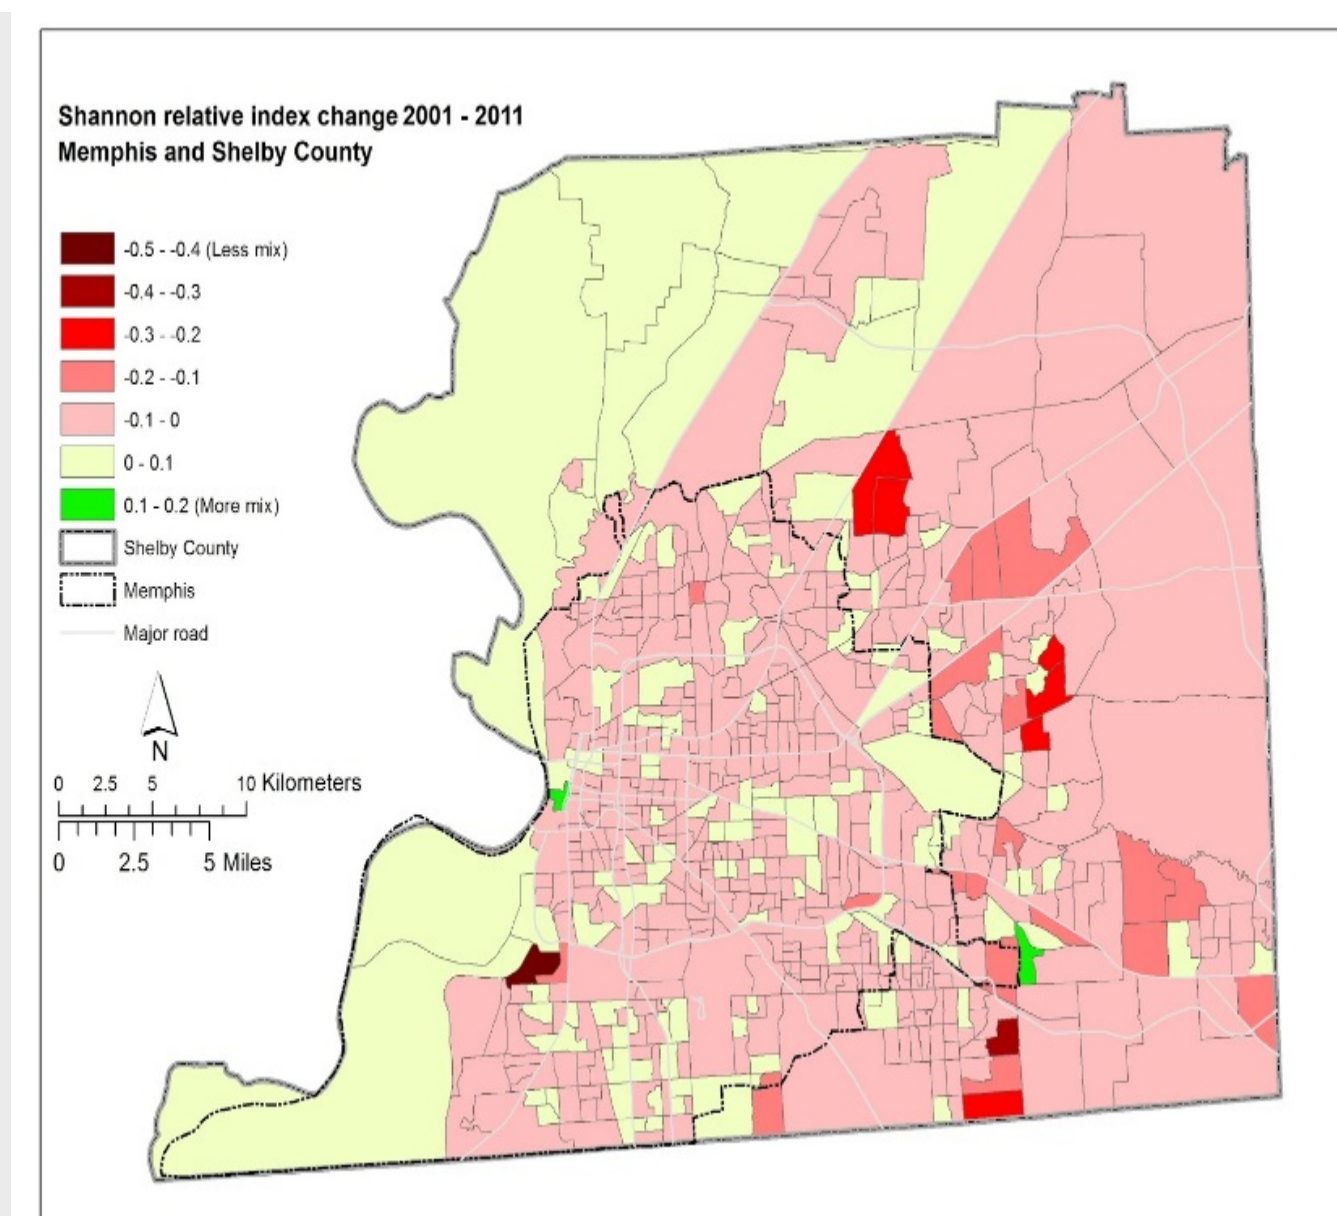 Shannon relative index change 2001 - 2011
Memphis and Shelby County
-0.5 - -0.4 (Less mix)
-0.4 - -0.3
-0.3 - -0.2
-0.2 - -0.1
-0.1 - 0
0 - 0.1
0.1 - 0.2 (More mix)
Shelby County
Memphis
Major road
N
0 2.5 5 10 Kilometers
0 2.5 5 Miles